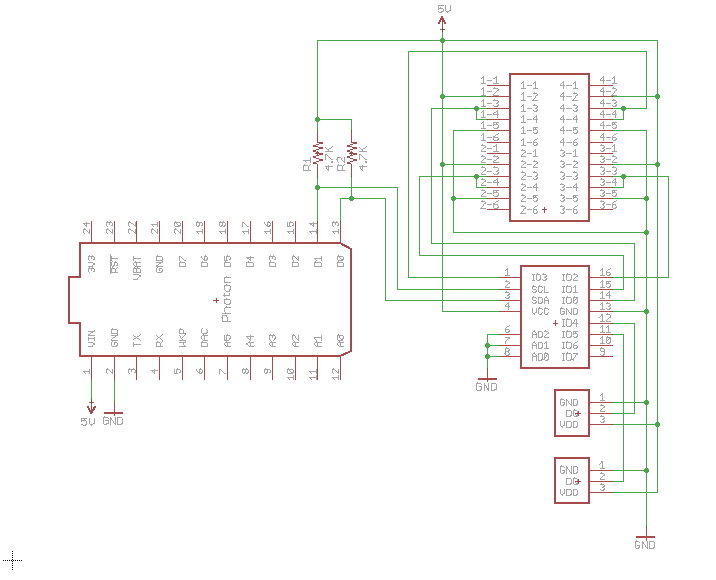 5V
R1
4.7K
R2
4.7K
1-1 1-1 4-1 4-1
1-2 1-2 4-2 4-2
1-3 1-3 4-3 4-3
1-4 1-4 4-4 4-4
1-5 1-5 4-5 4-5
1-6 1-6 4-6 4-6
2-1 2-1 3-1 3-1
2-2 2-2 3-2 3-2
2-3 2-3 3-3 3-3
2-4 2-4 3-4 3-4
2-5 2-5 3-5 3-5
2-6 2-6 3-6 3-6
24 23 22 21 20 19 18 17 16 15 14 13
3V3 RST VBAT GND D7 D6 D5 D4 D3 D2 D1 D0
Photon
VIN GND TX RX WKP DAC A5 A4 A3 A2 A1 A0
1 2 3 4 5 6 7 8 9 10 11 12
5V GND
1 IO3 IO2 16
2 SCL IO1 15
3 SDA IO0 14
4 VCC GND 13
IO4 12
6 AD2 IO5 11
7 AD1 IO6 10
8 AD0 IO7 9
GND
GND 1
DQ 2
VDD 3
GND 1
DQ 2
VDD 3
GND